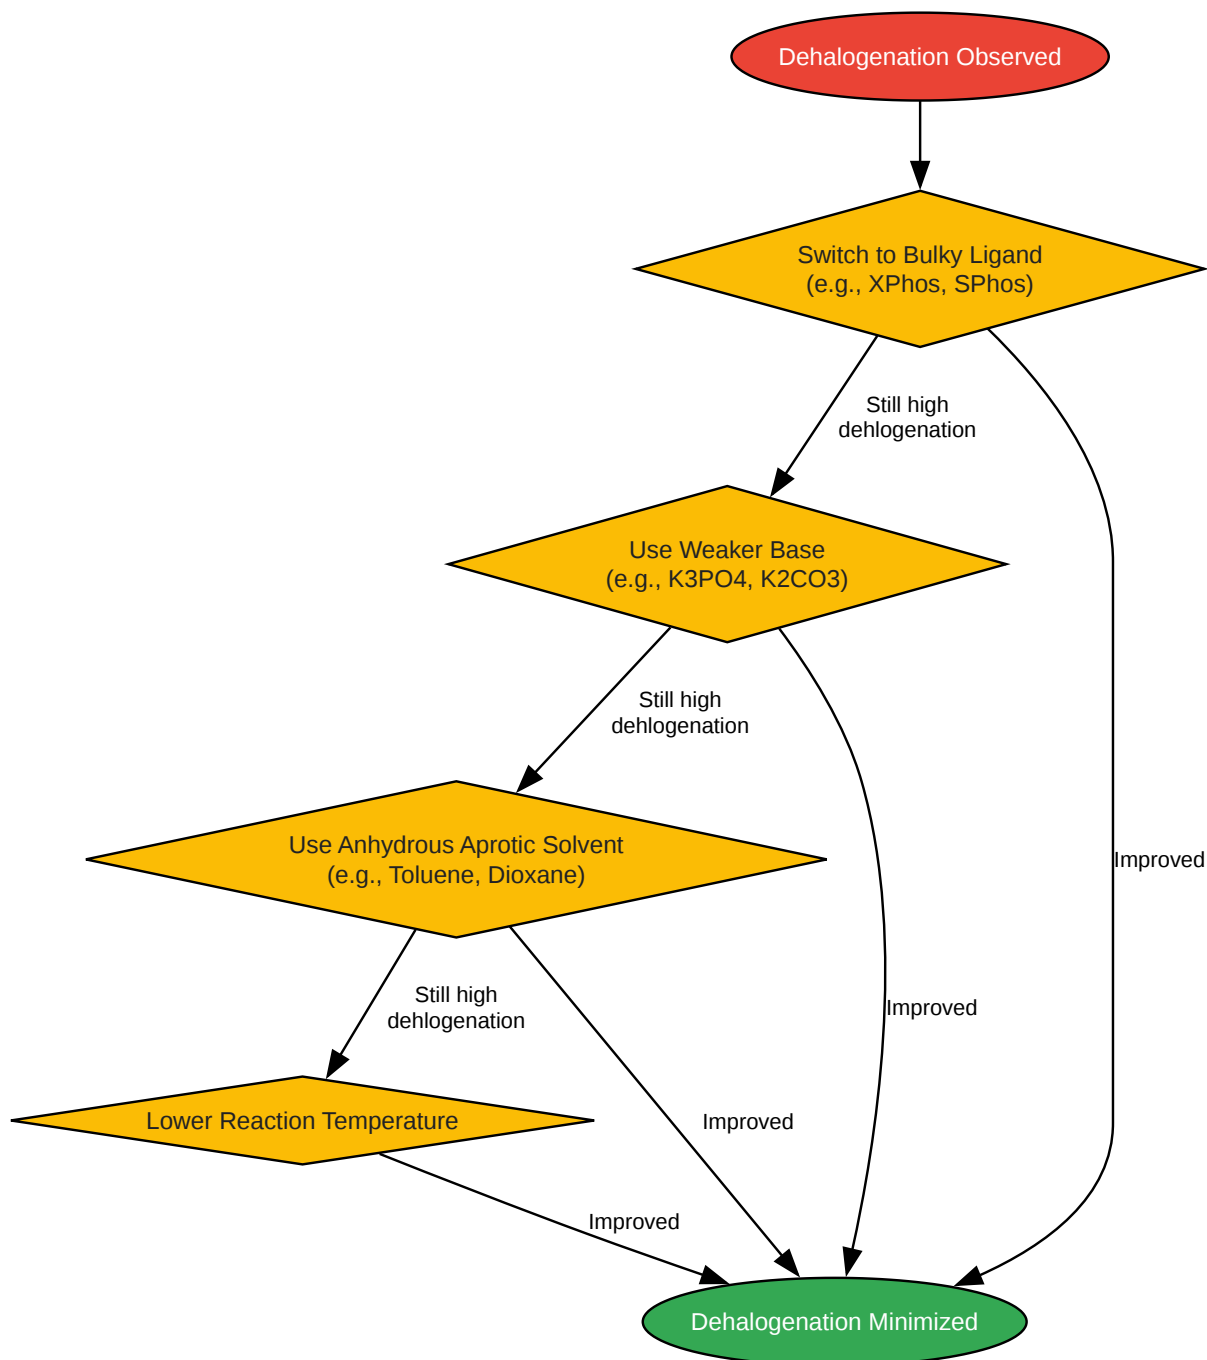 Dehalogenation Observed
Switch to Bulky Ligand
(e.g., XPhos, SPhos)
Still high
dehlogenation
Use Weaker Base
(e.g., K3PO4, K2CO3)
Still high
dehlogenation
Use Anhydrous Aprotic Solvent
(e.g., Toluene, Dioxane)
Improved
Still high
dehlogenation
Improved
Lower Reaction Temperature
Improved
Improved
Dehalogenation Minimized